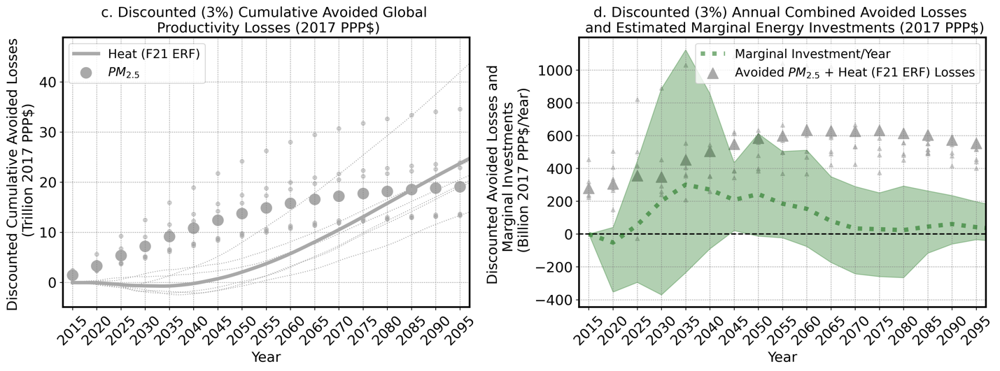 c. Discounted (3%) Cumulative Avoided Global
Productivity Losses (2017 PPP$)
Discounted Cumulative Avoided Losses
(Trillion 2017 PPP$)
Heat (F21 ERF)
PM2.5
40
30
20
10
0
2015 2020 2025 2030 2035 2040 2045 2050 2055 2060 2065 2070 2075 2080 2085 2090 2095
Year
d. Discounted (3%) Annual Combined Avoided Losses
and Estimated Marginal Energy Investments (2017 PPP$)
Discounted Avoided Losses and
Marginal Investments
(Billion 2017 PPP$/Year)
Marginal Investment/Year
Avoided PM2.5 + Heat (F21 ERF) Losses
1000
800
600
400
200
0
−200
−400
2015 2020 2025 2030 2035 2040 2045 2050 2055 2060 2065 2070 2075 2080 2085 2090 2095
Year